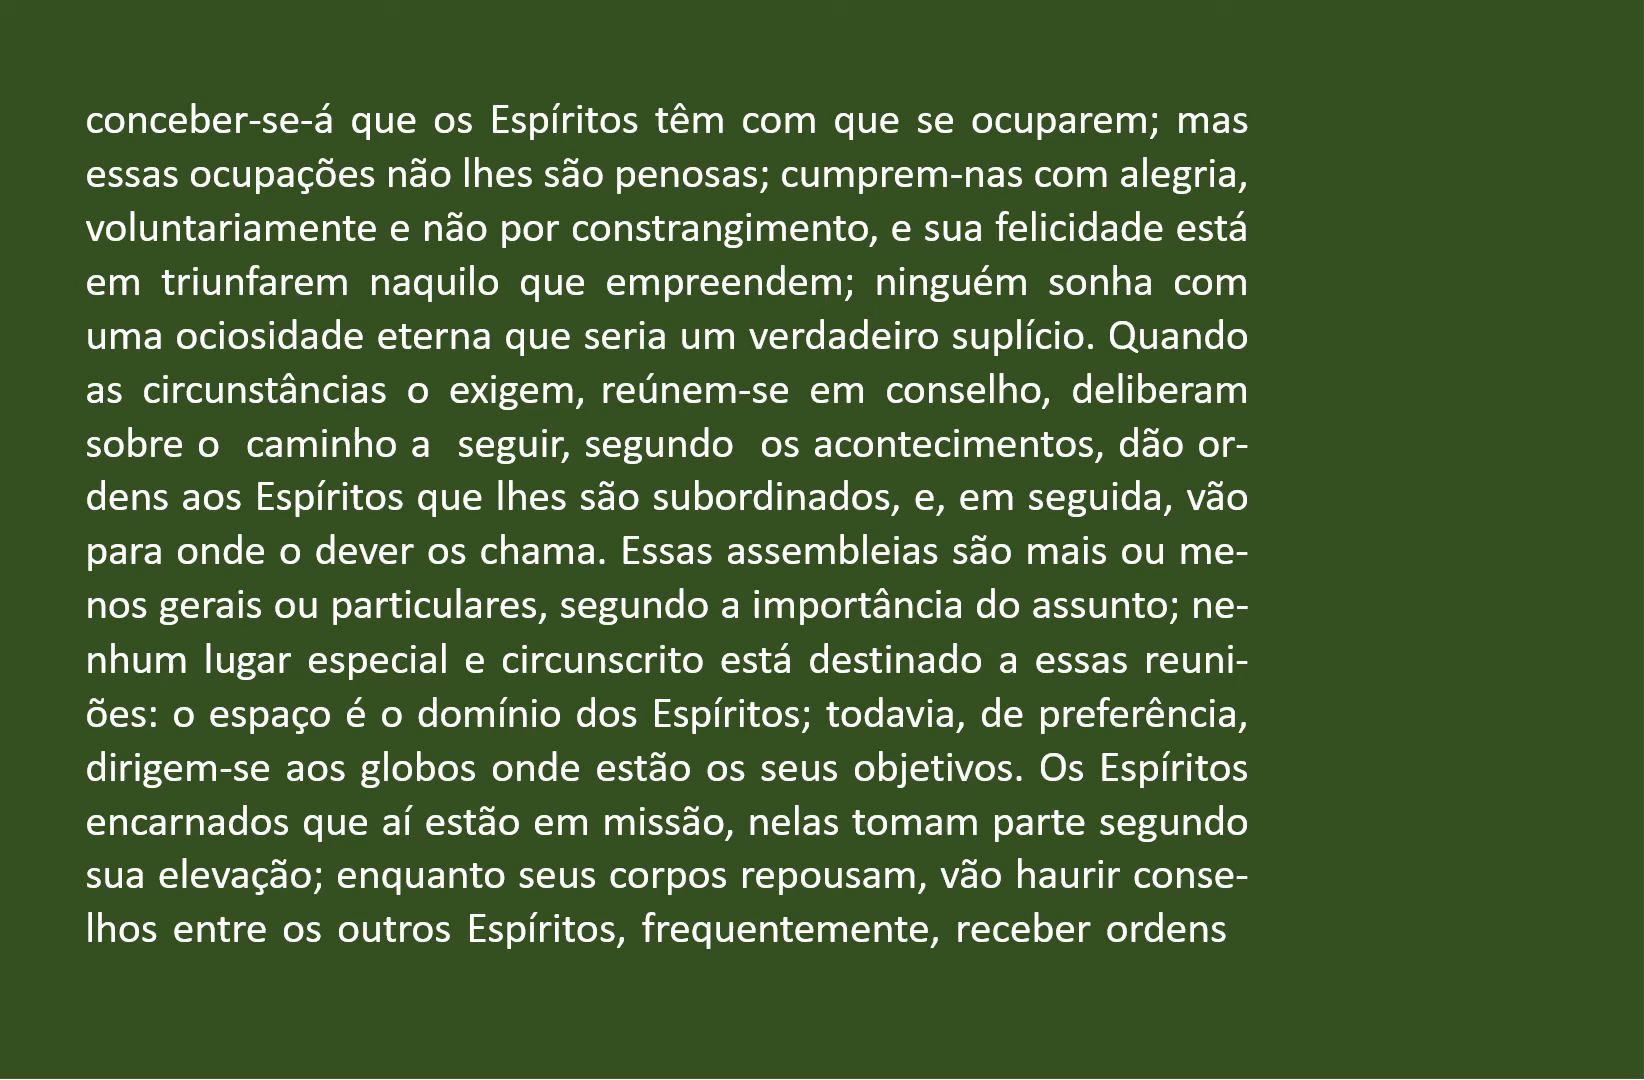 conceber-se-á que os Espíritos têm com que se ocuparem; mas
essas ocupações não lhes são penosas; cumprem-nas com alegria,
voluntariamente e não por constrangimento, e sua felicidade está
em triunfarem naquilo que empreendem; ninguém sonha com
uma ociosidade eterna que seria um verdadeiro suplício. Quando
as circunstâncias o exigem, reúnem-se em conselho, deliberam
sobre o caminho a seguir, segundo os acontecimentos, dão or-
dens aos Espíritos que lhes são subordinados, e, em seguida, vão
para onde o dever os chama. Essas assembleias são mais ou me-
nos gerais ou particulares, segundo a importância do assunto; ne-
nhum lugar especial e circunscrito está destinado a essas reuni-
ões: o espaço é o domínio dos Espíritos; todavia, de preferência,
dirigem-se aos globos onde estão os seus objetivos. Os Espíritos
encarnados que aí estão em missão, nelas tomam parte segundo
sua elevação; enquanto seus corpos repousam, vão haurir conse-
lhos entre os outros Espíritos, frequentemente, receber ordens